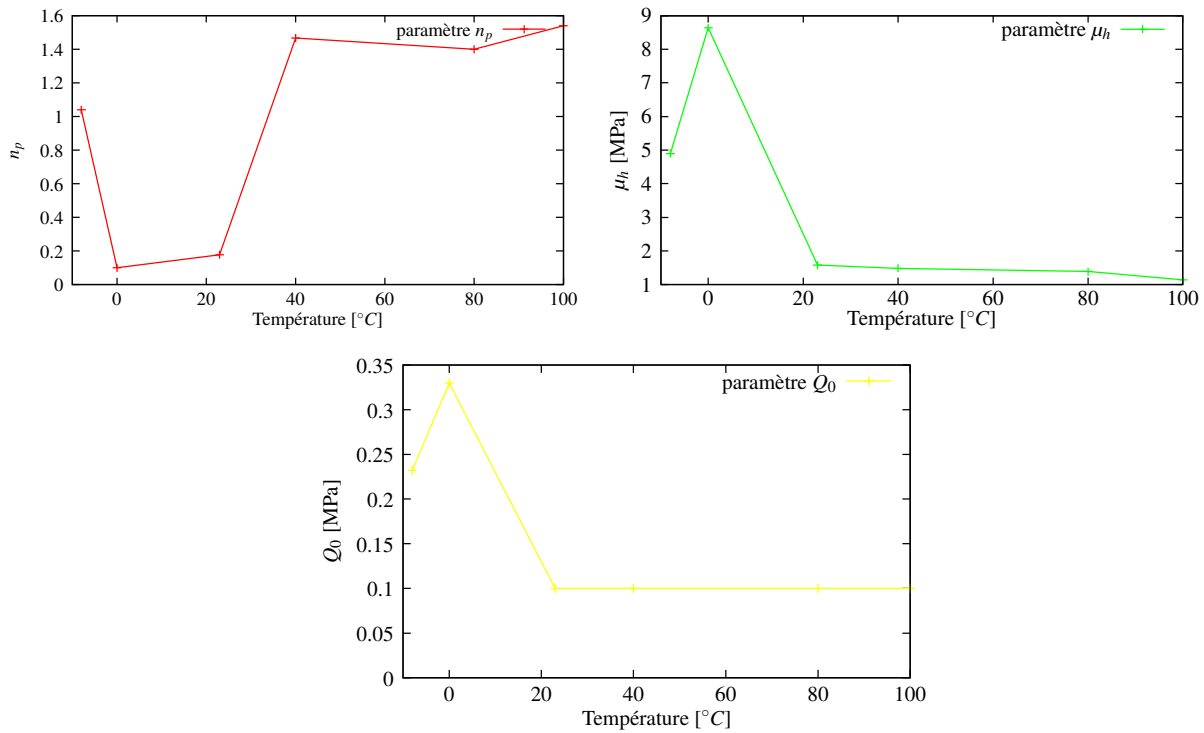 1.6
1.4
1.2
1
0.8
0.6
0.4
0.2
0
n_p
0 20 40 60 80 100
Température [°C]
paramètre n_p
9
8
7
6
5
4
3
2
1
μ_h [MPa]
0 20 40 60 80 100
Température [°C]
paramètre μ_h
0.35
0.3
0.25
0.2
0.15
0.1
0.05
0
Q_0 [MPa]
0 20 40 60 80 100
Température [°C]
paramètre Q_0